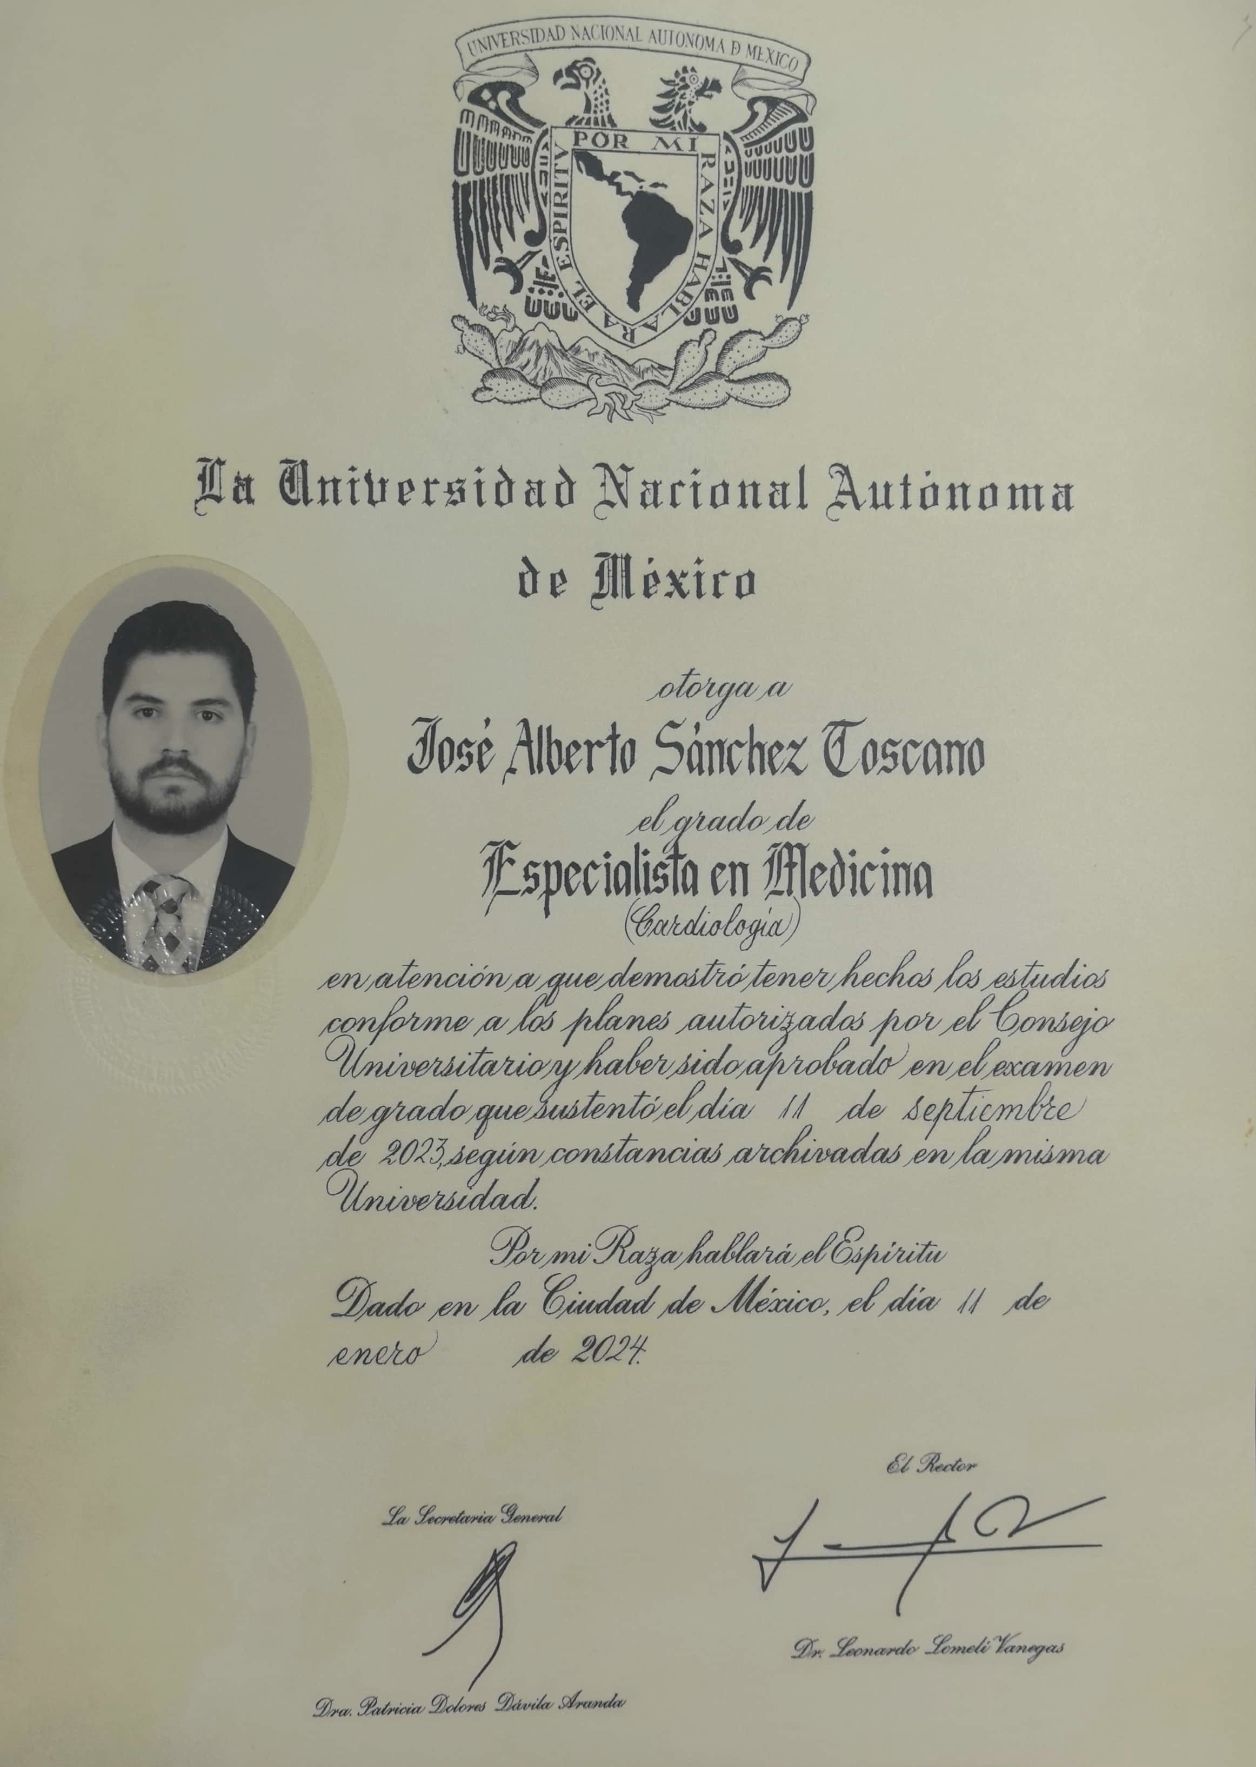 UNIVERSIDAD NACIONAL AUTONOMA D MEXICO
POR MI RAZA HABLARA EL ESPIRITV
La Universidad Nacional Autónoma
de México
otorga a
José Alberto Sánchez Toscano
el grado de
Especialista en Medicina
(Cardiología)
en atención a que demostró tener hechos los estudios
conforme a los planes autorizados por el Consejo
Universitario y haber sido aprobado en el examen
de grado que sustentó el día 11 de septiembre
de 2023, según constancias archivadas en la misma
Universidad.
Por mi Raza hablará el Espíritu
Dado en la Ciudad de México, el día 11 de
enero de 2024.
El Rector
La Secretaria General
Dr. Leonardo Lomelí Vanegas
Dra. Patricia Dolores Dávila Aranda